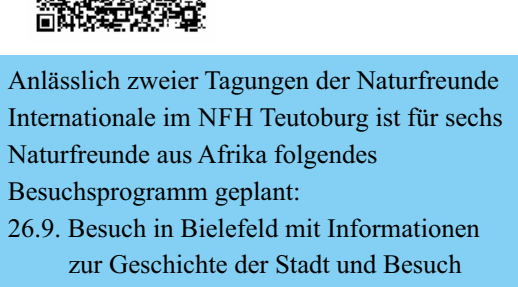 Anlässlich zweier Tagungen der Naturfreunde
Internationale im NFH Teutoburg ist für sechs
Naturfreunde aus Afrika folgendes
Besuchsprogramm geplant:
26.9. Besuch in Bielefeld mit Informationen
zur Geschichte der Stadt und Besuch